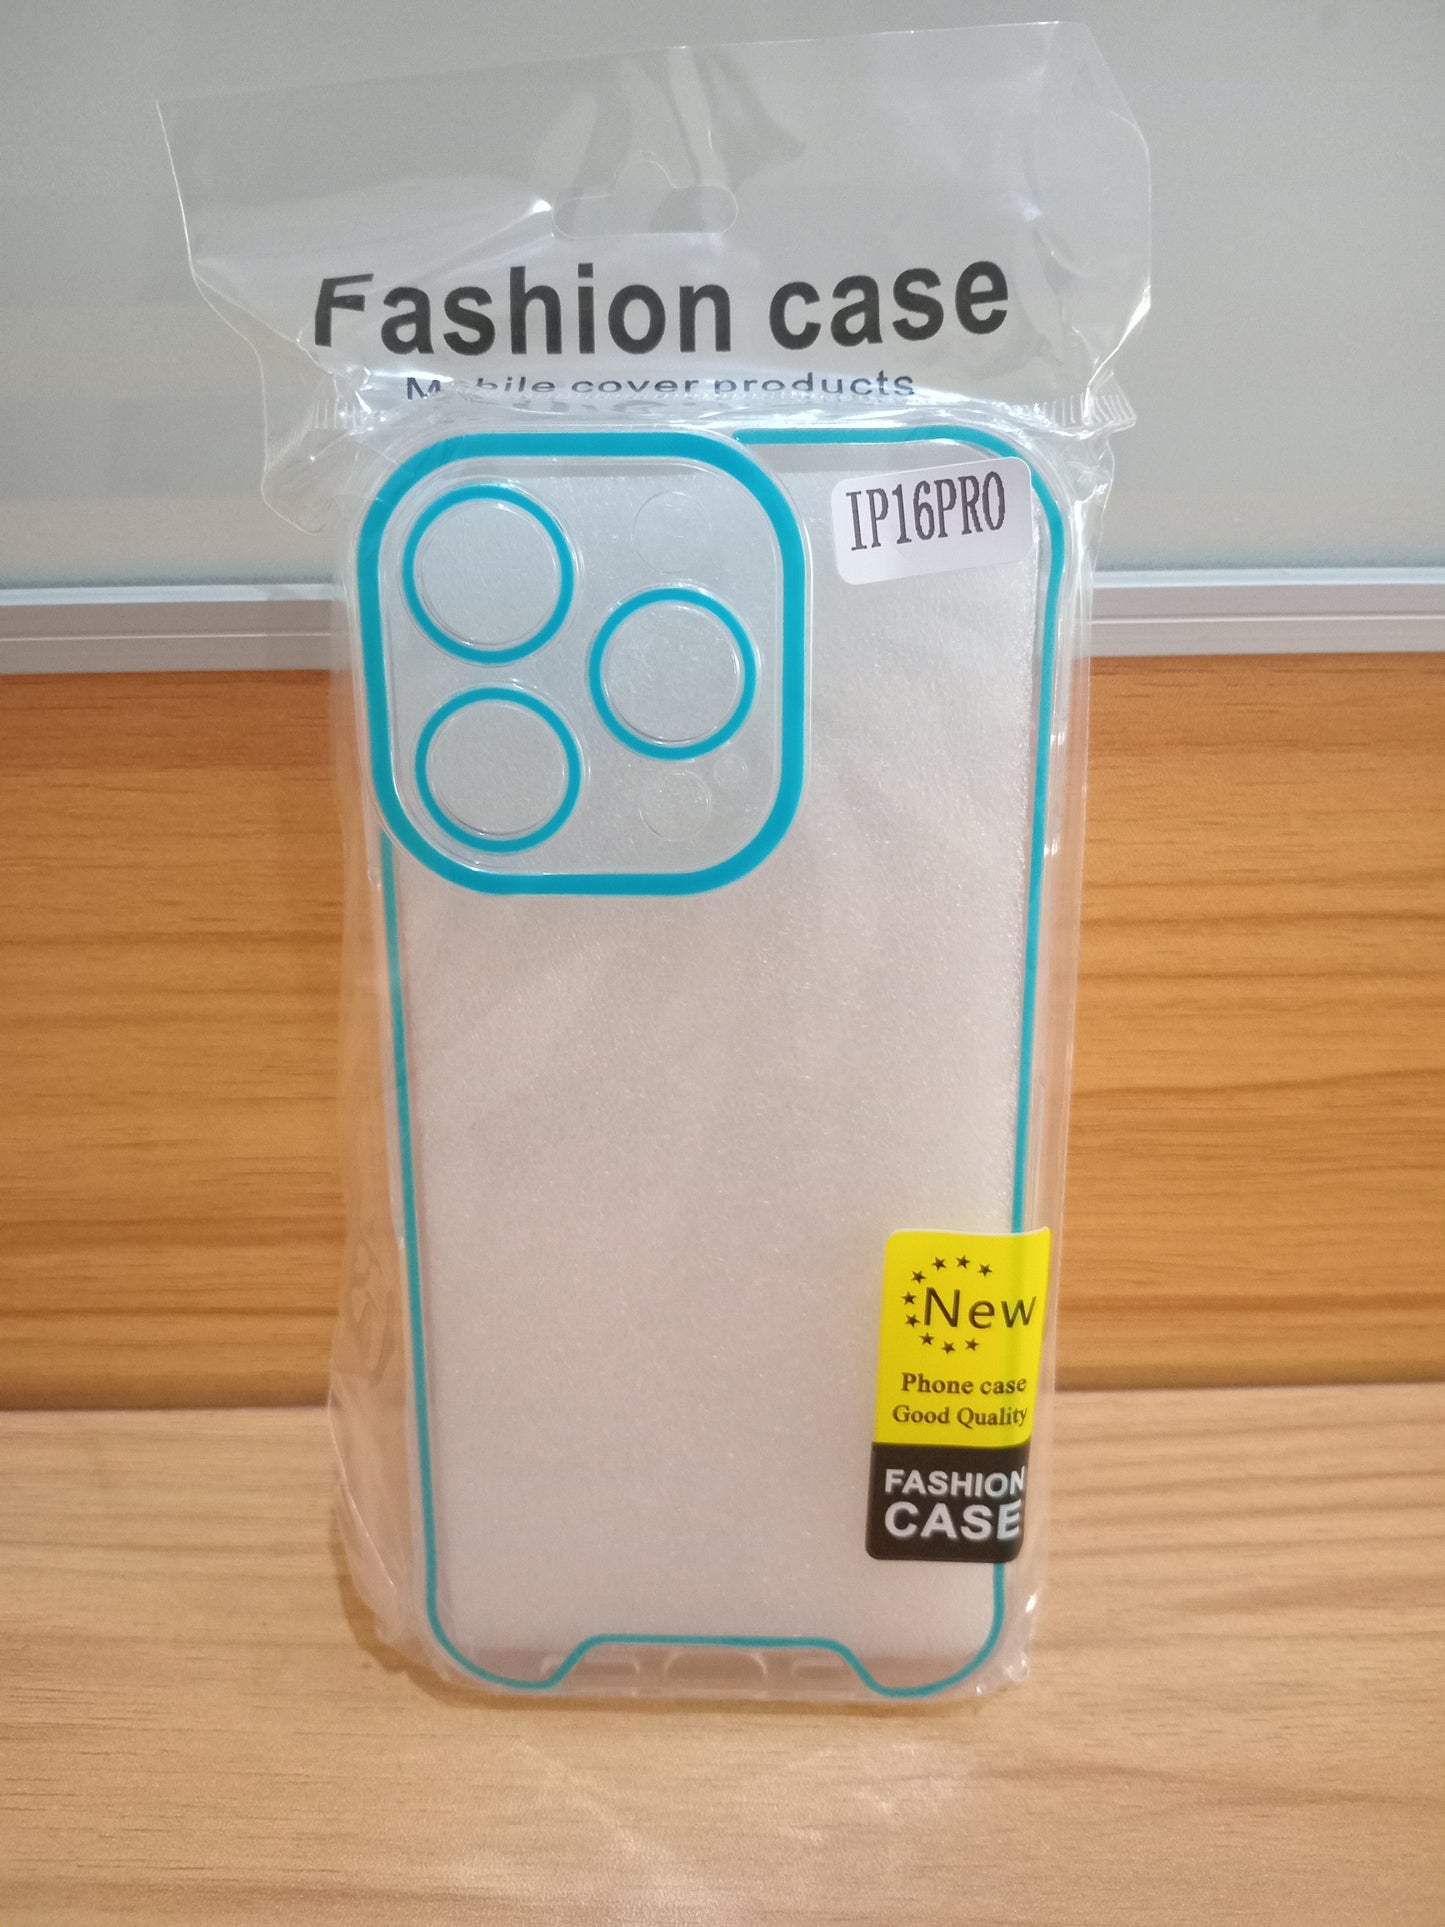 Fashion case
Mobile cover products
IP16PRO
New
Phone case
Good Quality
FASHION
CASE